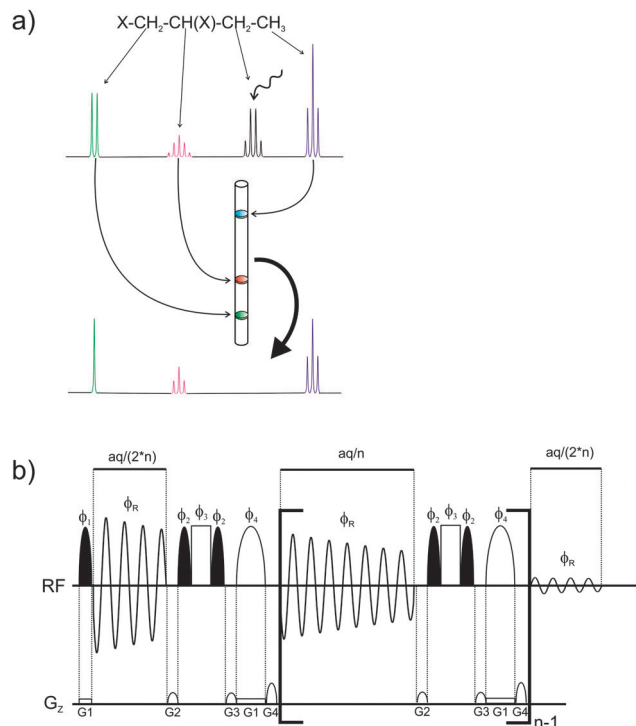 a)
X-CH₂-CH(X)-CH₂-CH₃
b)
aq/(2*n) aq/n aq/(2*n)
ϕ₁ ϕR ϕ₂ ϕ₃ ϕ₂ ϕ₄ ϕR ϕ₂ ϕ₃ ϕ₂ ϕ₄ ϕR
RF
Gz G1 G2 G3 G1 G4 G2 G3 G1 G4
n-1